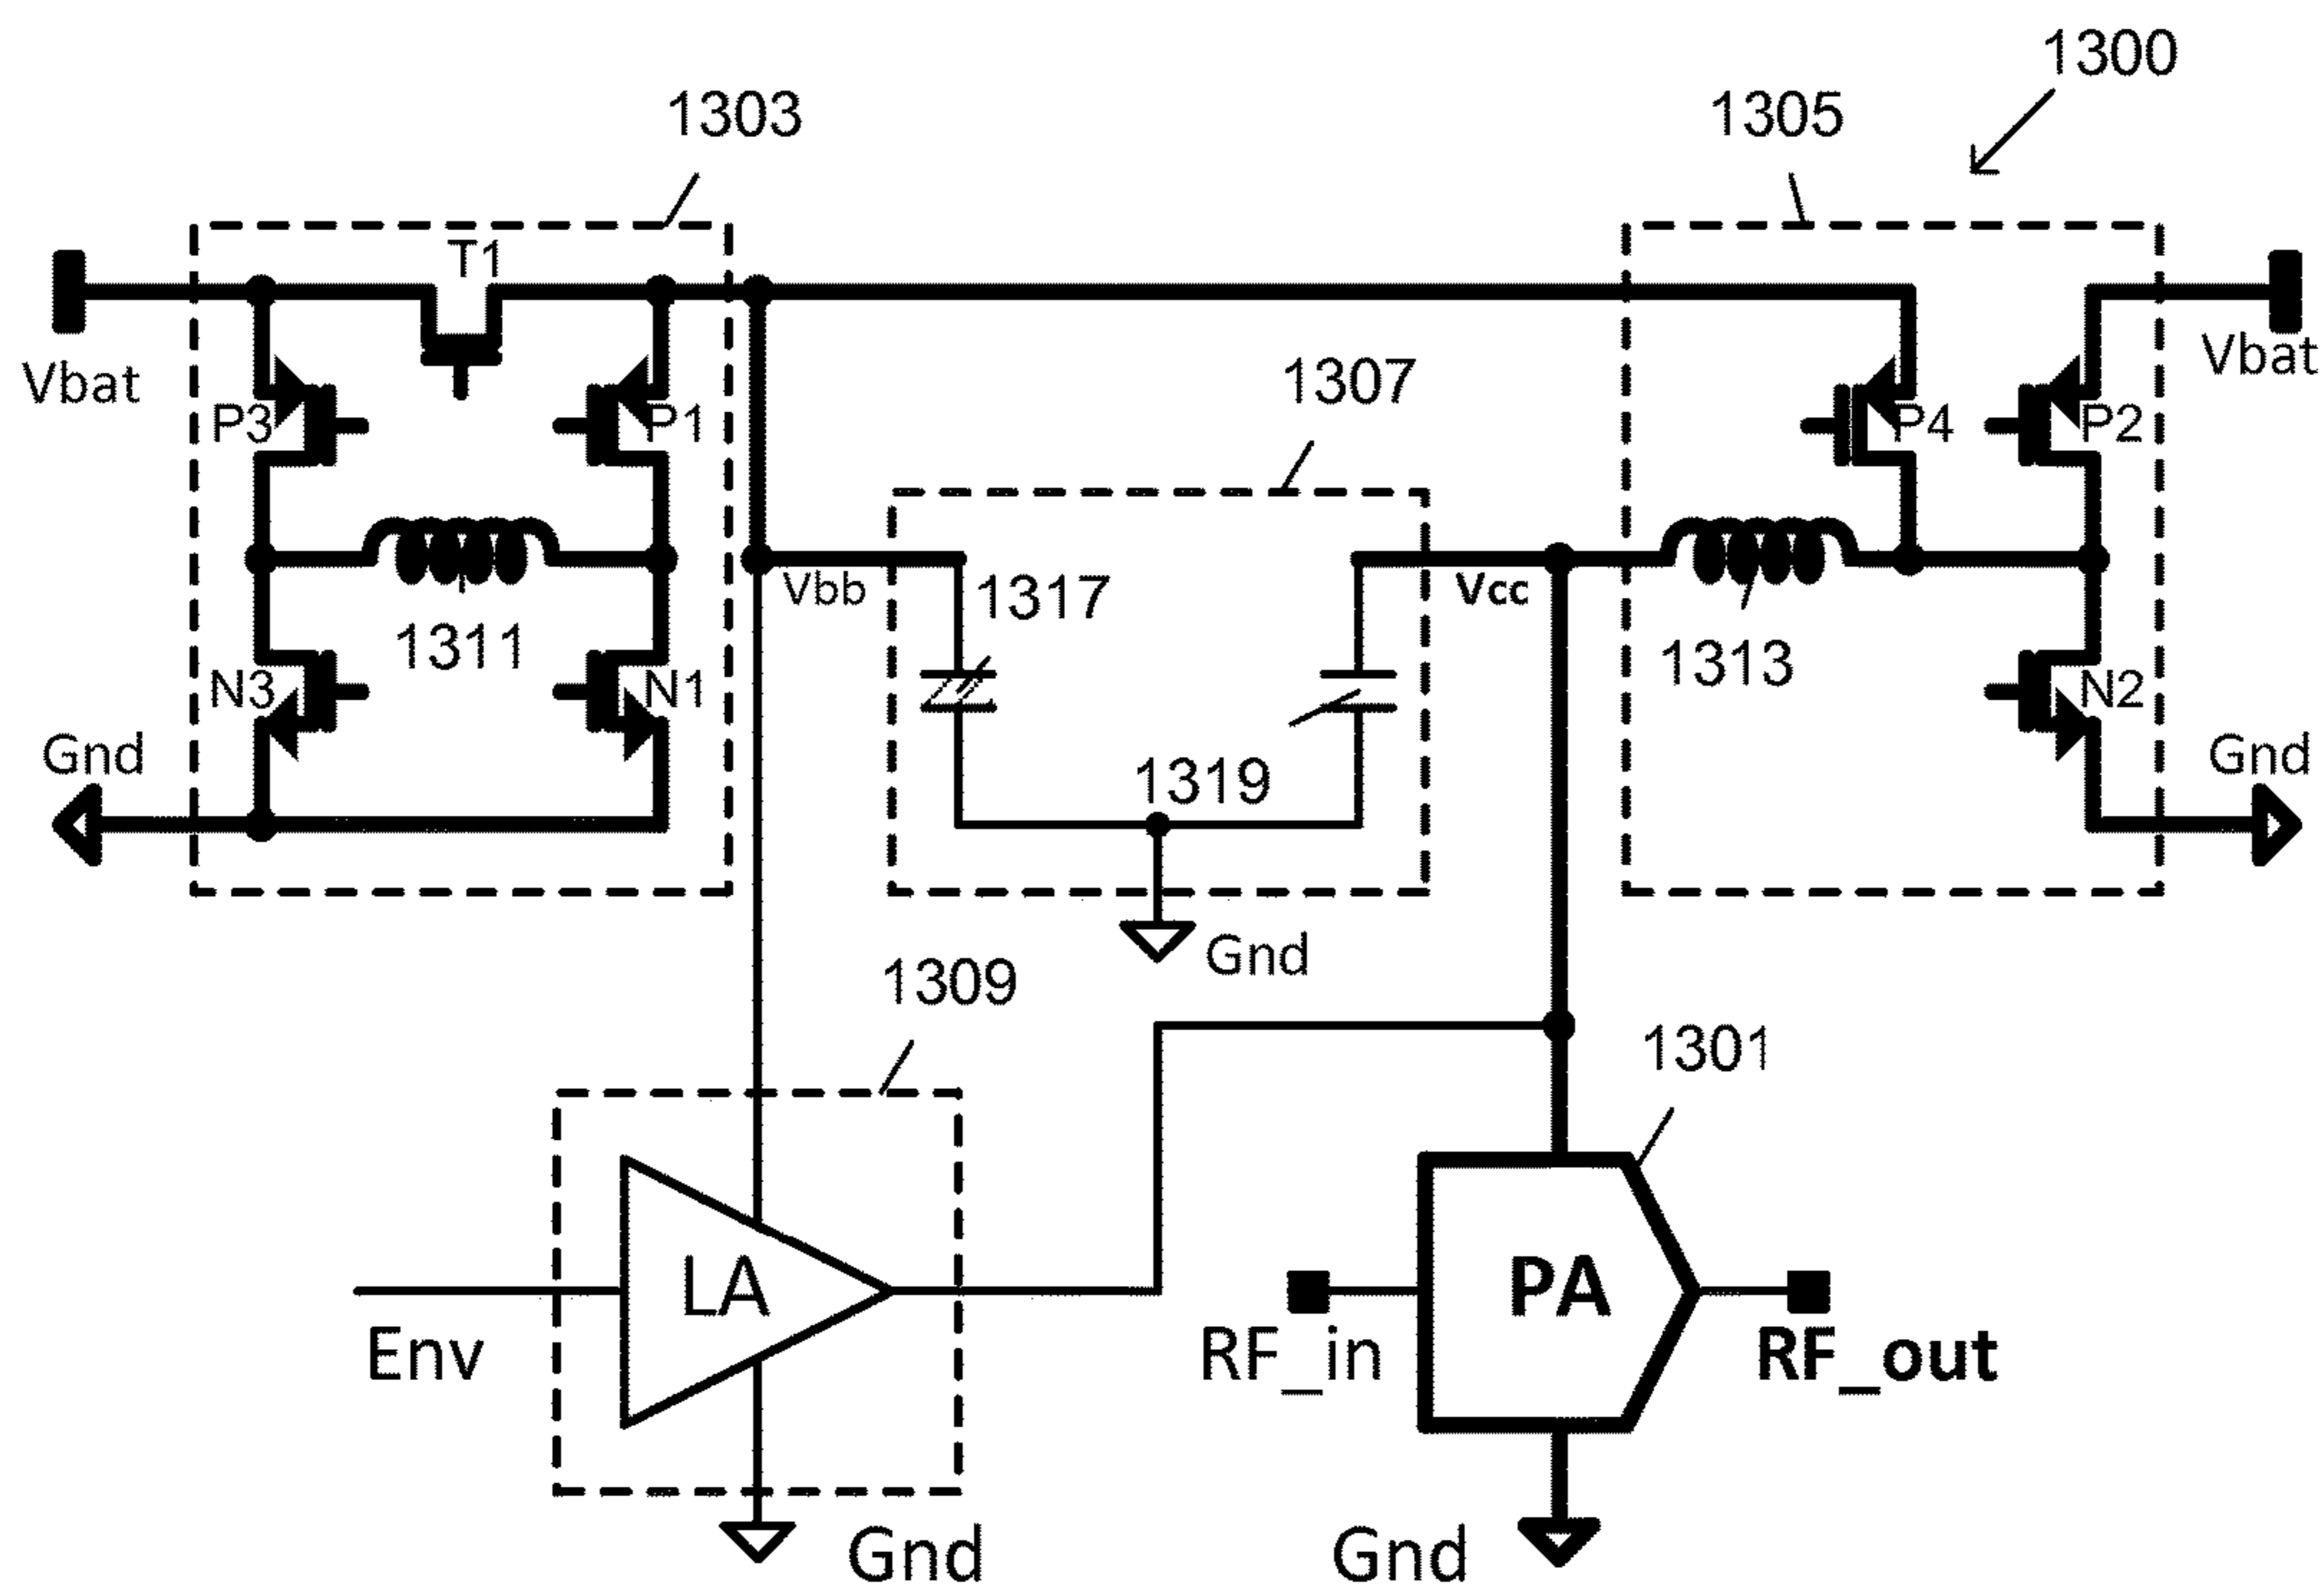 1300
1303
1305
T1
Vbat
Vbat
1307
P3
P1
P4
P2
Vbb
1317
Vcc
1311
1313
N3
N1
N2
Gnd
1319
Gnd
Gnd
1309
1301
LA
PA
Env
RF_in
RF_out
Gnd
Gnd